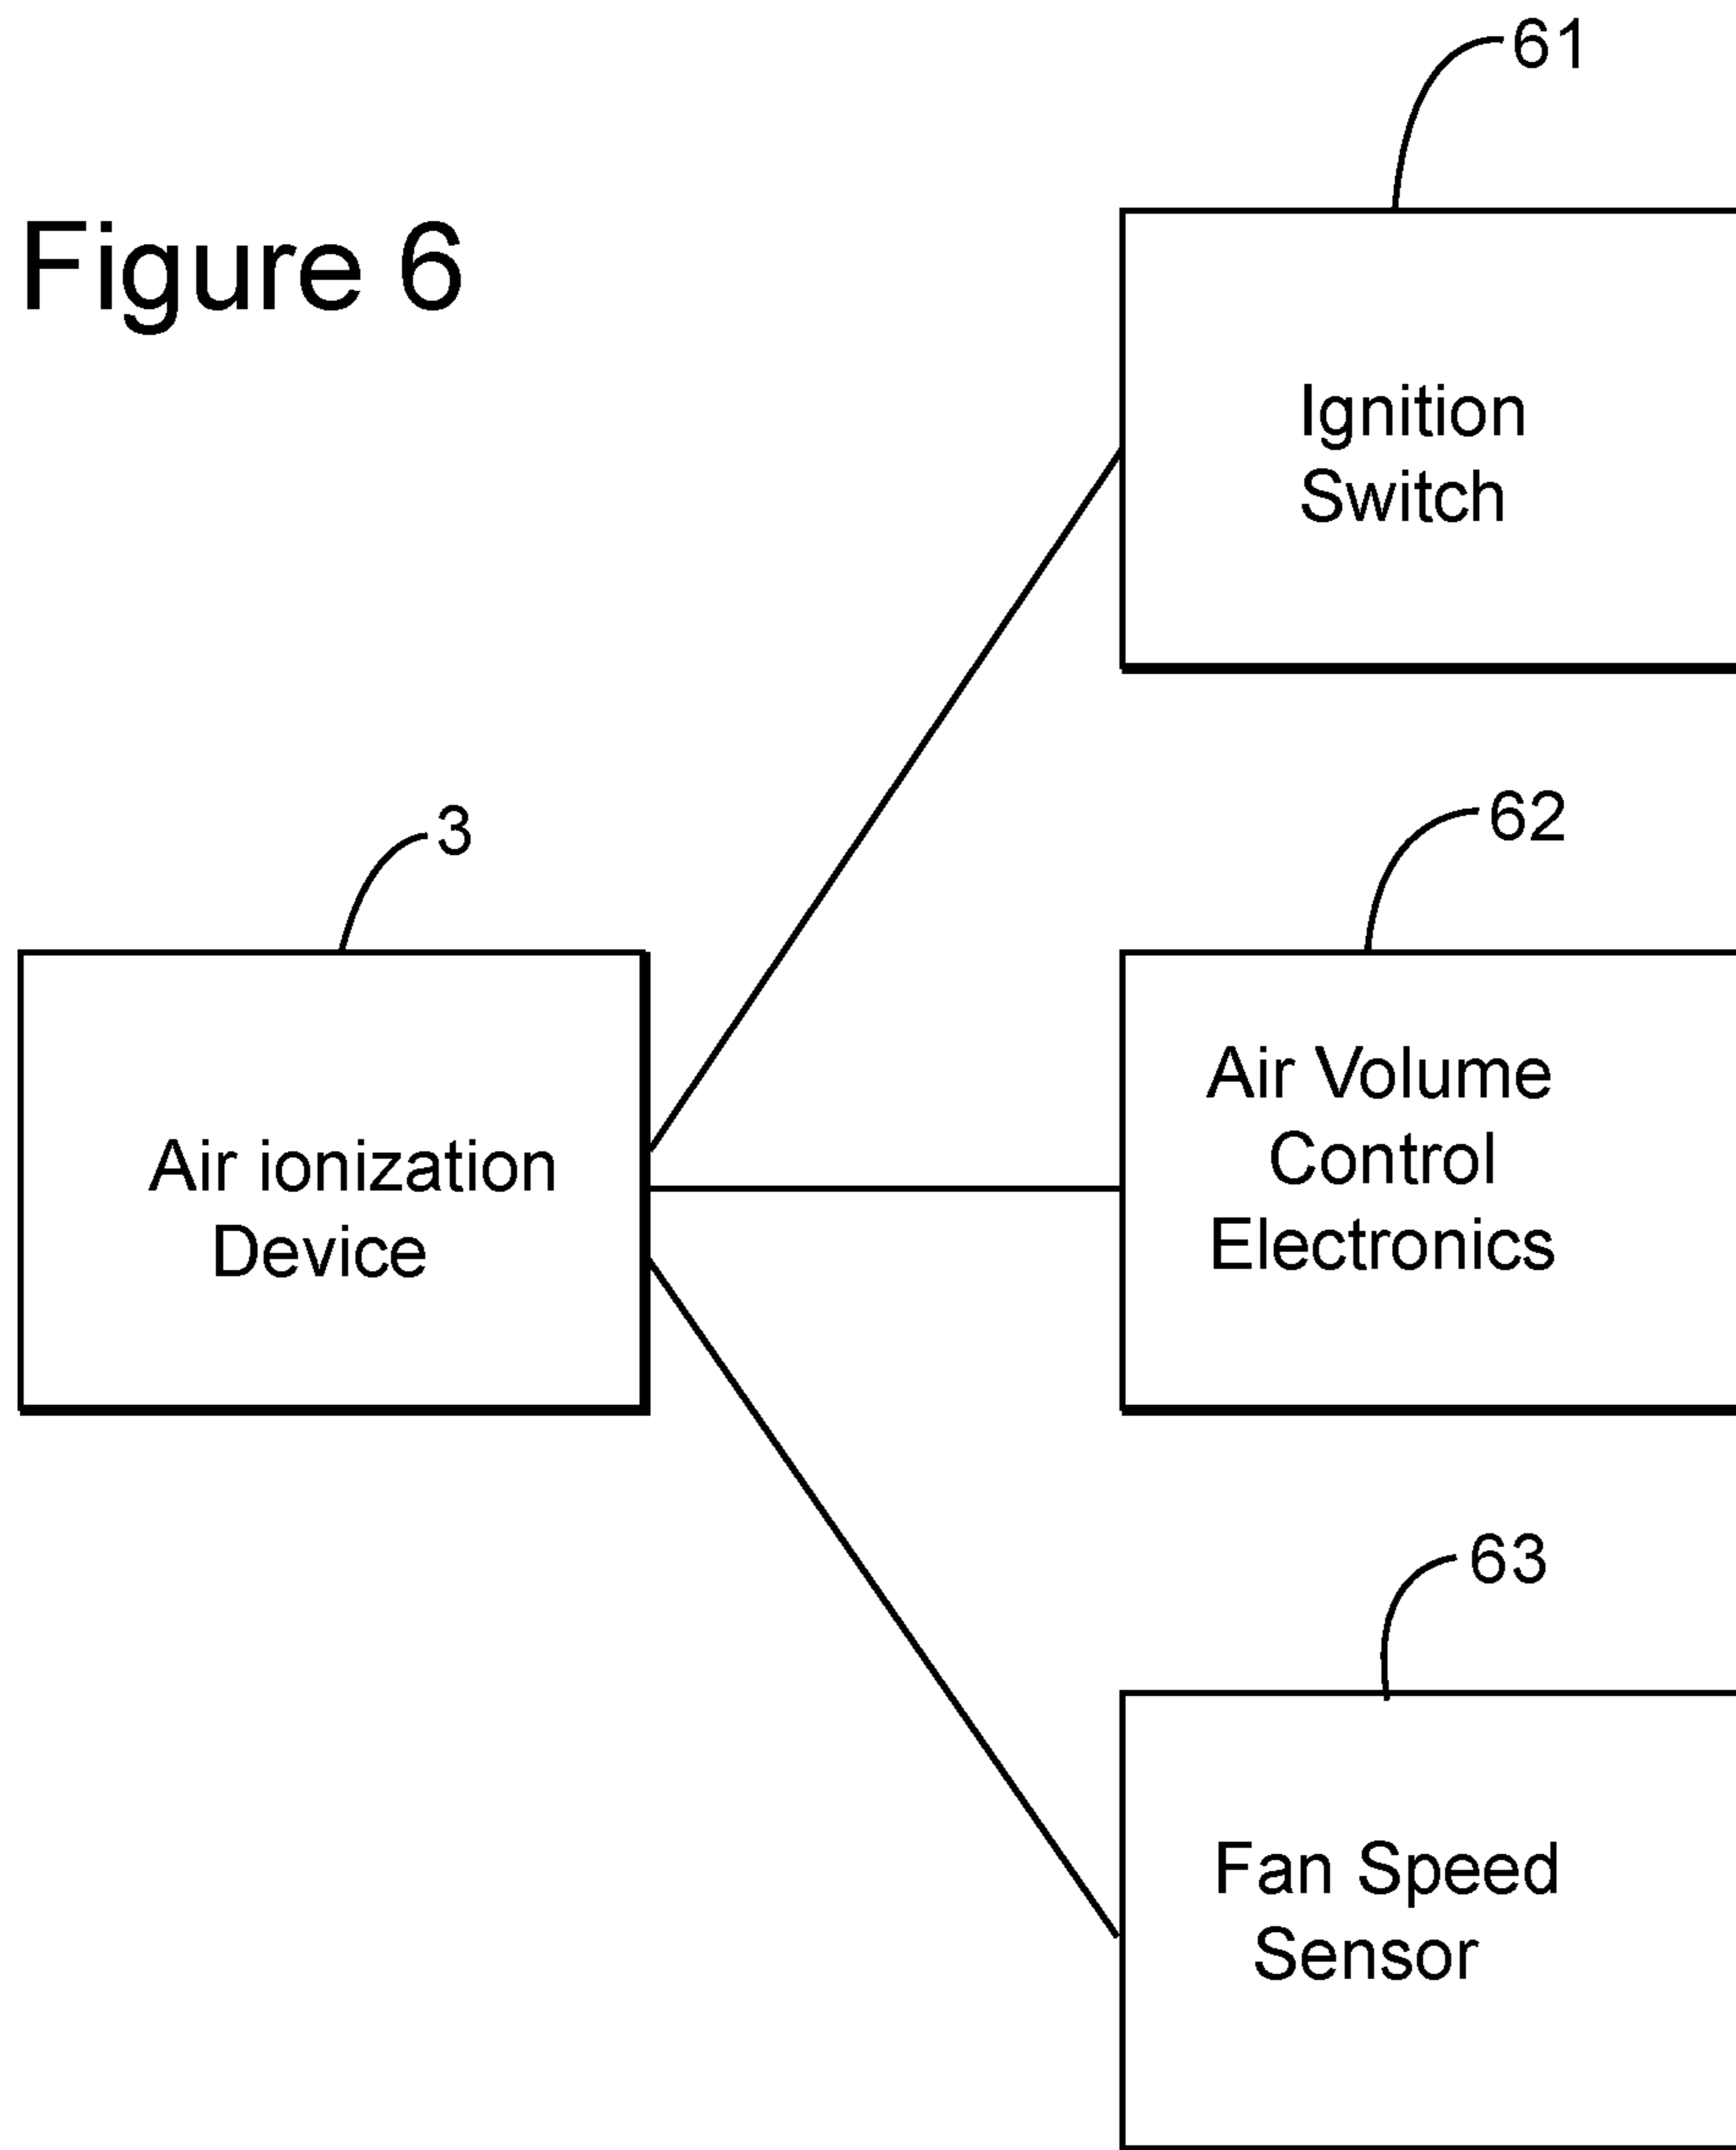 61
Figure 6
Ignition
Switch
3
62
Air ionization
Device
Air Volume
Control
Electronics
63
Fan Speed
Sensor